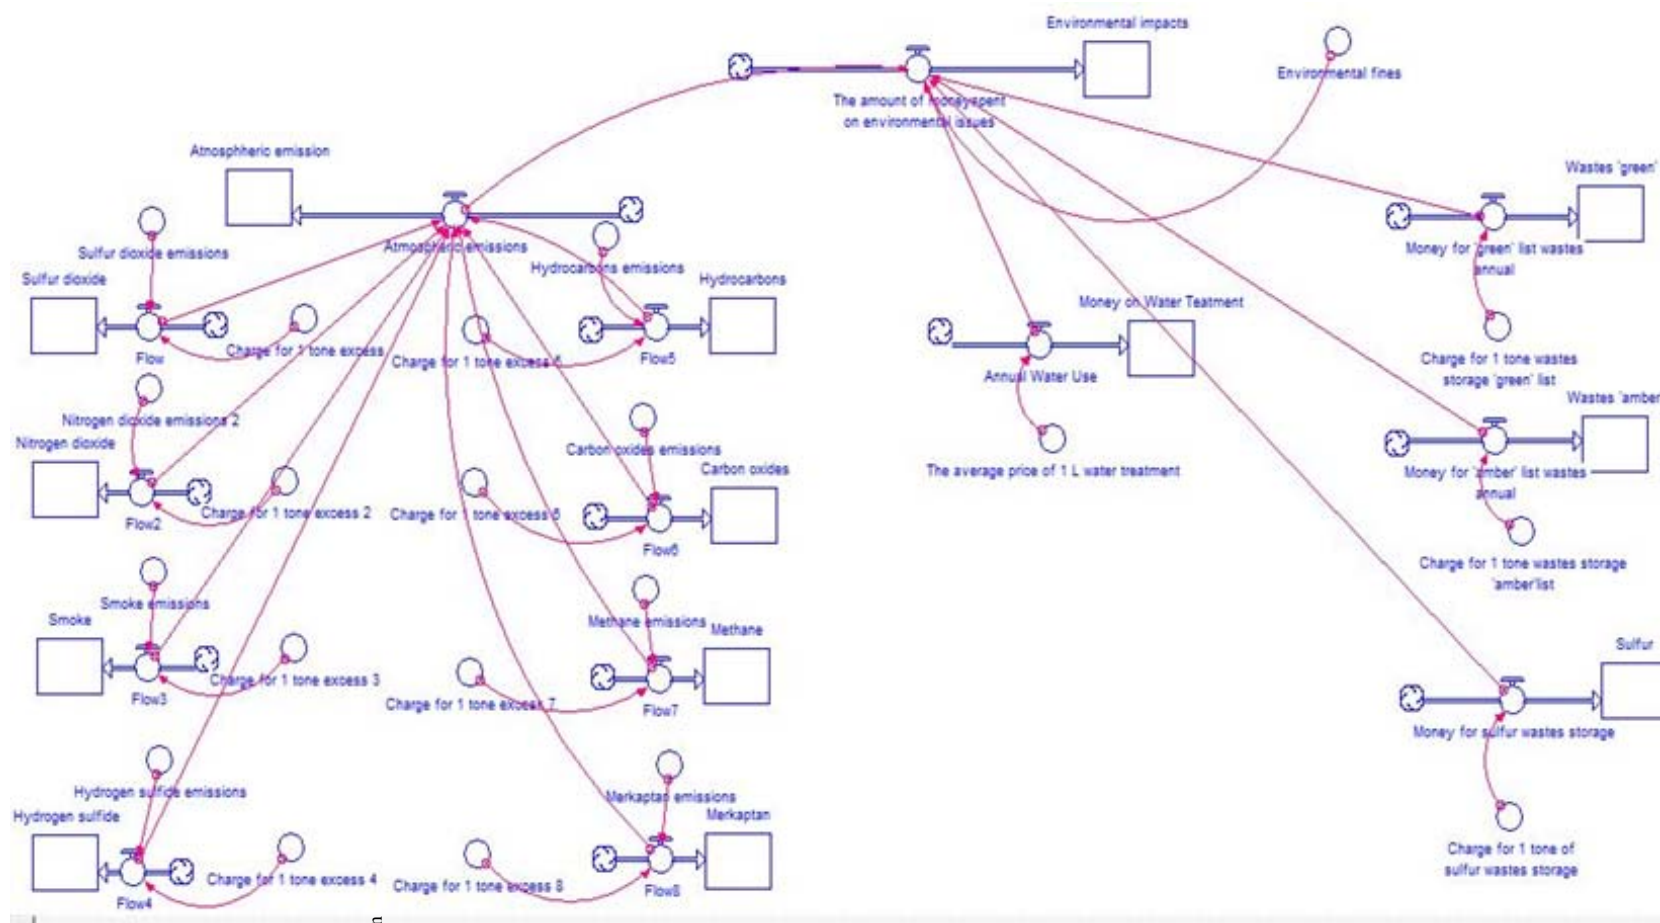 Environmental impacts
Environmental fines
The amount of moneyspent
on environmental issues
Atnosphheric emission
Wastes 'green'
Sulfur dioxide emissions
Atmospheric emissions
Hydrocarbons emissions
Money for 'green' list wastes
annual
Sulfur dioxide
Hydrocarbons
Money on Water Teatment
Flow
Charge for 1 tone excess
Charge for 1 tone excess 5
Flow5
Annual Water Use
Charge for 1 tone wastes
storage 'green' list
Wastes 'amber
Nitrogen dioxide emissions 2
Nitrogen dioxide
Carbon oxides emissions
Carbon oxides
The average price of 1 L water treatment
Money for 'amber' list wastes
annual
Flow2
Charge for 1 tone excess 2
Charge for 1 tone excess 6
Flow6
Charge for 1 tone wastes storage
'amber'list
Smoke emissions
Smoke
Methane emissions
Methane
Sulfur
Flow3
Charge for 1 tone excess 3
Charge for 1 tone excess 7
Flow7
Money for sulfur wastes storage
Hydrogen sulfide emissions
Hydrogen sulfide
Merkaptan emissions
Merkaptan
Charge for 1 tone of
sulfur wastes storage
Flow4
Charge for 1 tone excess 4
Charge for 1 tone excess 8
Flow8
n